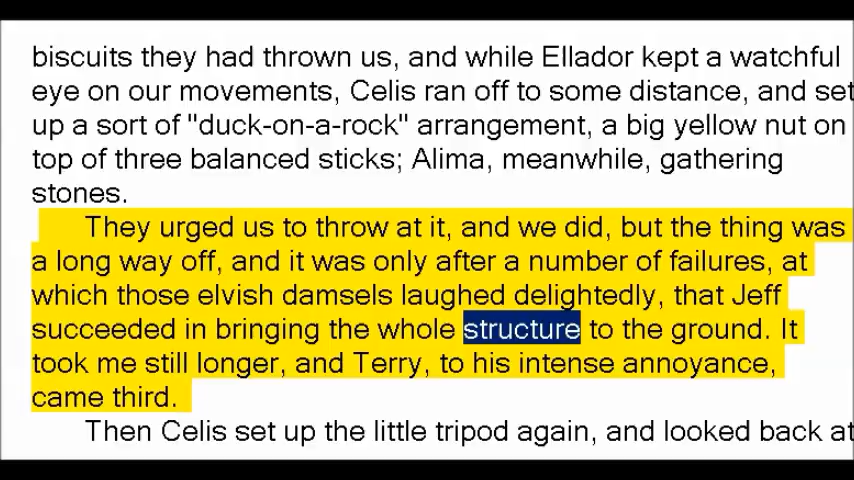 biscuits they had thrown us, and while Ellador kept a watchful
eye on our movements, Celis ran off to some distance, and set
up a sort of "duck-on-a-rock" arrangement, a big yellow nut on
top of three balanced sticks; Alima, meanwhile, gathering
stones.
They urged us to throw at it, and we did, but the thing was
a long way off, and it was only after a number of failures, at
which those elvish damsels laughed delightedly, that Jeff
succeeded in bringing the whole structure to the ground. It
took me still longer, and Terry, to his intense annoyance,
came third.
Then Celis set up the little tripod again, and looked back at